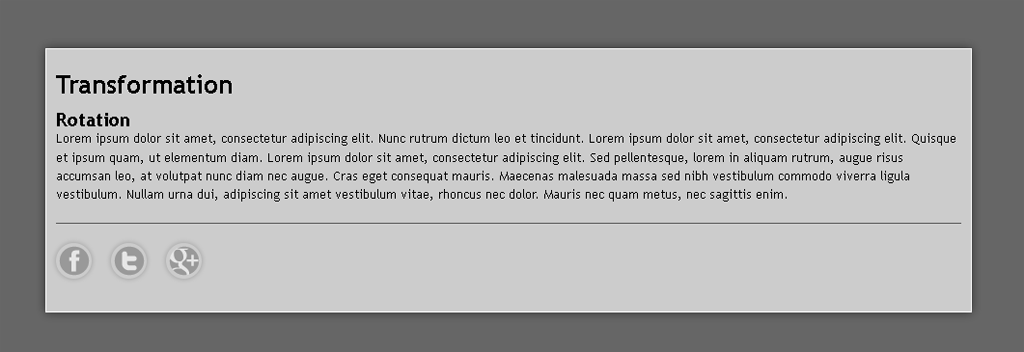 Transformation
Rotation
Lorem ipsum dolor sit amet, consectetur adipiscing elit. Nunc rutrum dictum leo et tincidunt. Lorem ipsum dolor sit amet, consectetur adipiscing elit. Quisque
et ipsum quam, ut elementum diam. Lorem ipsum dolor sit amet, consectetur adipiscing elit. Sed pellentesque, lorem in aliquam rutrum, augue risus
accumsan leo, at volutpat nunc diam nec augue. Cras eget consequat mauris. Maecenas malesuada massa sed nibh vestibulum commodo viverra ligula
vestibulum. Nullam urna dui, adipiscing sit amet vestibulum vitae, rhoncus nec dolor. Mauris nec quam metus, nec sagittis enim.
f t g+